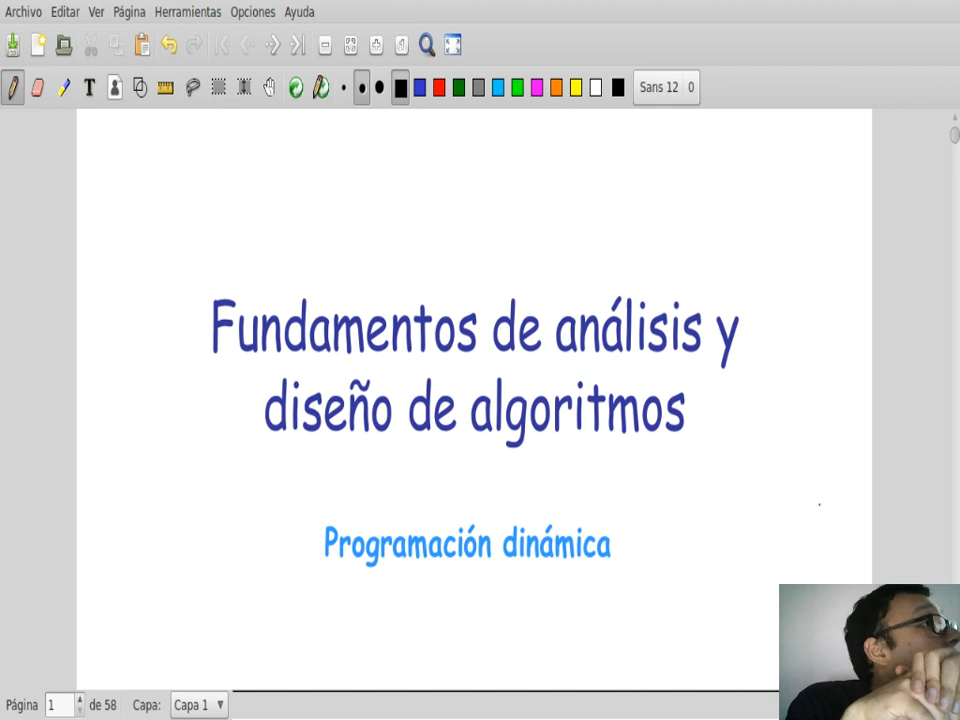 Archivo Editar Ver Página Herramientas Opciones Ayuda
T
Sans 12 0
Fundamentos de análisis y
diseño de algoritmos
Programación dinámica
Página 1 de 58 Capa: Capa 1